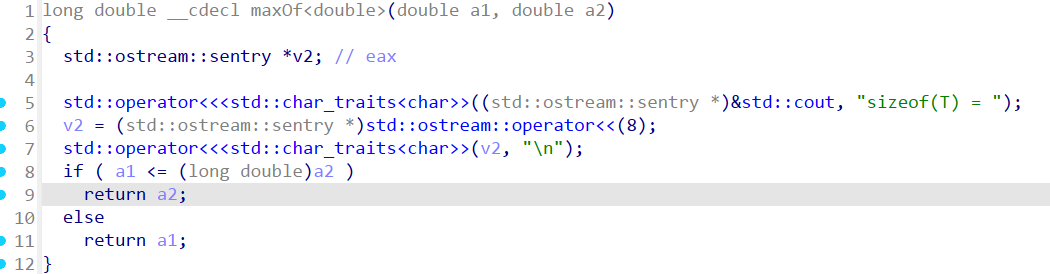 1 long double __cdecl maxOf<double>(double a1, double a2)
2 {
3   std::ostream::sentry *v2; // eax
4
5   std::operator<<<std::char_traits<char>>((std::ostream::sentry *)&std::cout, "sizeof(T) = ");
6   v2 = (std::ostream::sentry *)std::ostream::operator<<(8);
7   std::operator<<<std::char_traits<char>>(v2, "\n");
8   if ( a1 <= (long double)a2 )
9     return a2;
10   else
11     return a1;
12 }